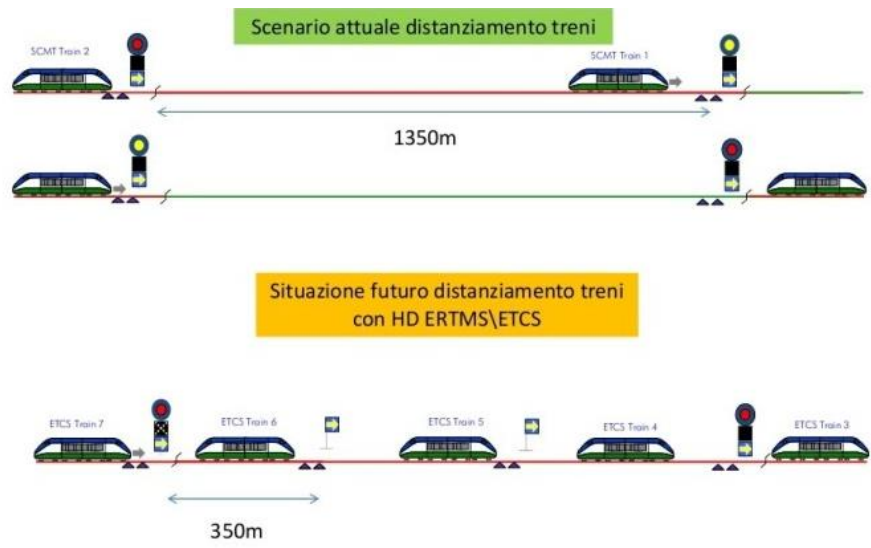 Scenario attuale distanziamento treni
SCMT Train 2
SCMT Train 1
1350m
Situazione futuro distanziamento treni
con HD ERTMS\ETCS
ETCS Train 7
ETCS Train 6
ETCS Train 5
ETCS Train 4
ETCS Train 3
350m